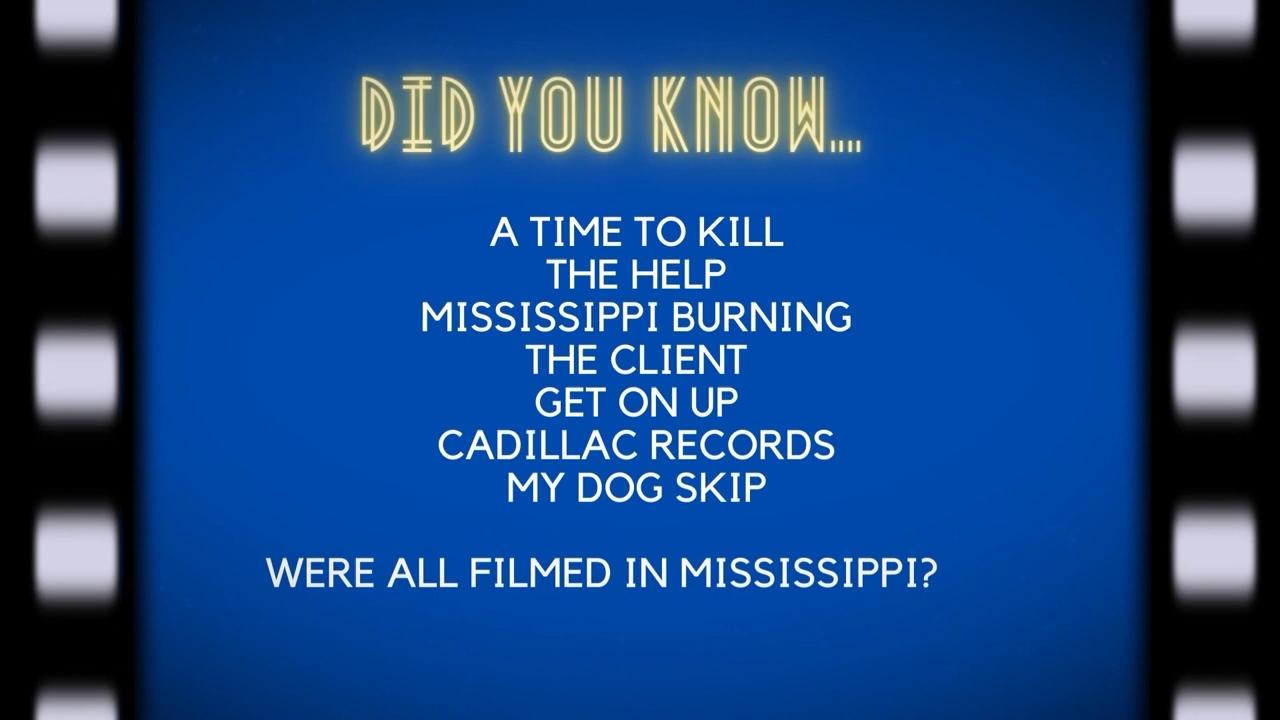 DID YOU KNOW....
A TIME TO KILL
THE HELP
MISSISSIPPI BURNING
THE CLIENT
GET ON UP
CADILLAC RECORDS
MY DOG SKIP
WERE ALL FILMED IN MISSISSIPPI?